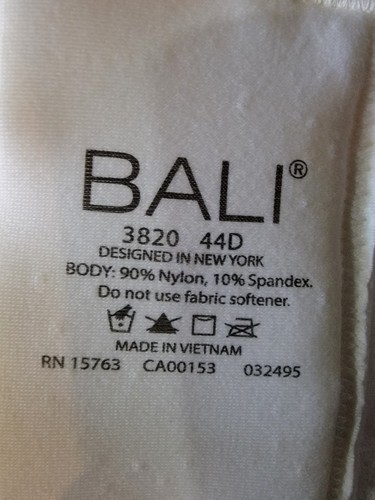 BALI®
3820 44D
DESIGNED IN NEW YORK
BODY: 90% Nylon, 10% Spandex.
Do not use fabric softener.
MADE IN VIETNAM
RN 15763 CA00153 032495